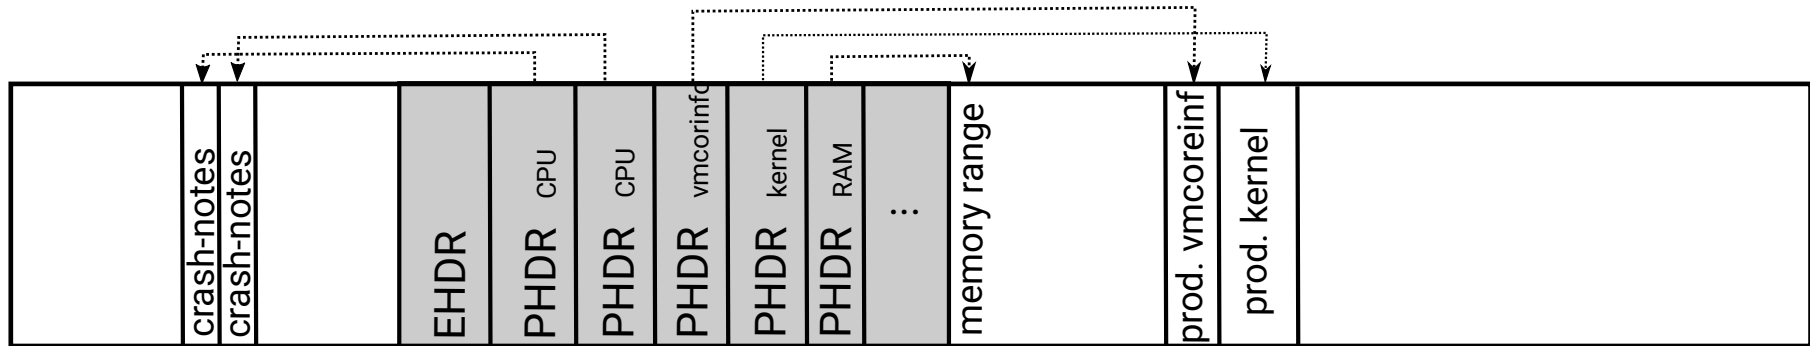 crash-notes
crash-notes
EHDR
PHDR CPU
PHDR CPU
PHDR vmcorinfo
PHDR kernel
PHDR RAM
...
memory range
prod. vmcoreinf
prod. kernel